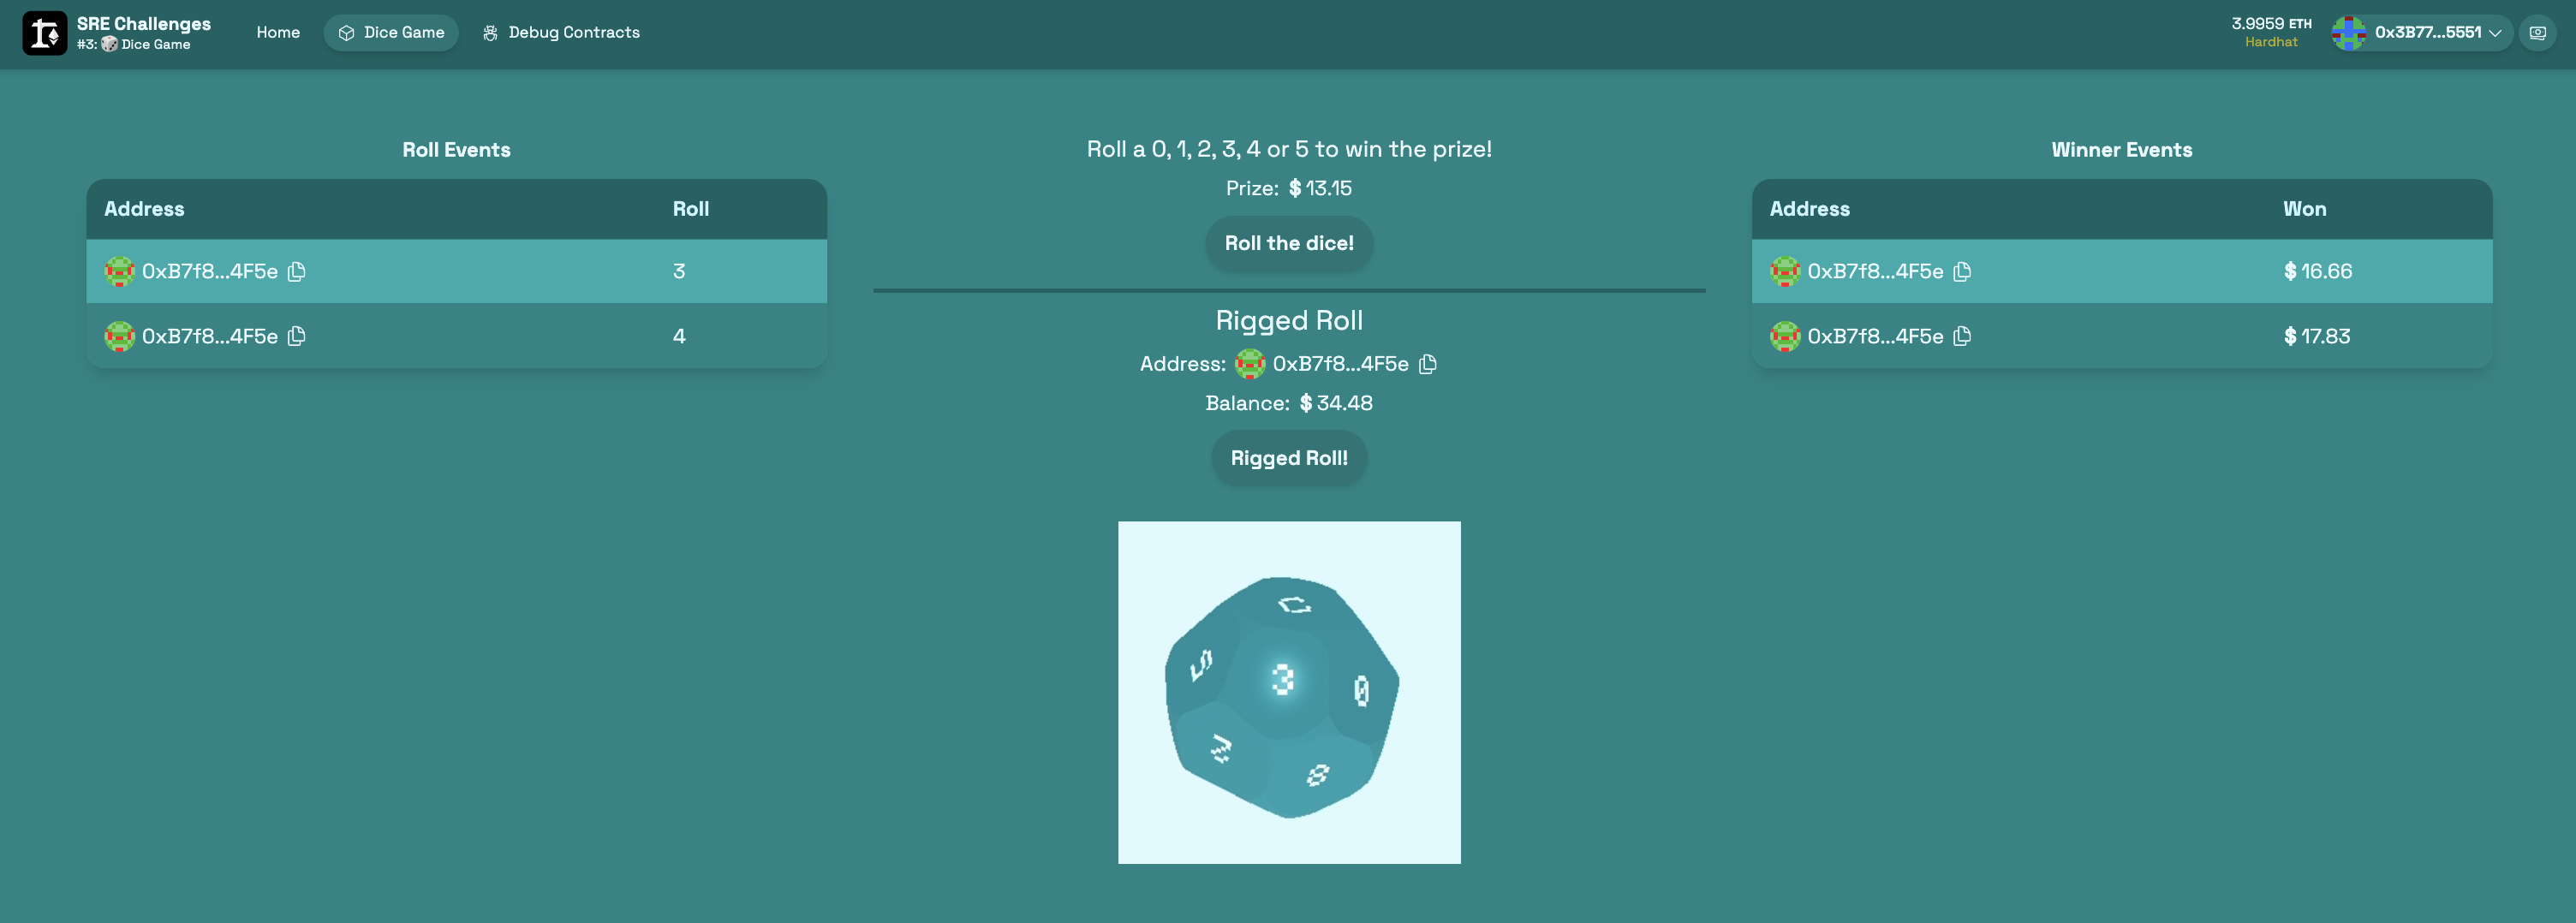 SRE Challenges
#3: 🎲 Dice Game
Home
Dice Game
Debug Contracts
3.9959 ETH
Hardhat
0x3B77...5551
Roll Events
Address Roll
0xB7f8...4F5e 3
0xB7f8...4F5e 4
Roll a 0, 1, 2, 3, 4 or 5 to win the prize!
Prize: $ 13.15
Roll the dice!
Rigged Roll
Address: 0xB7f8...4F5e
Balance: $ 34.48
Rigged Roll!
C
5
3
0
2
8
Winner Events
Address Won
0xB7f8...4F5e $ 16.66
0xB7f8...4F5e $ 17.83